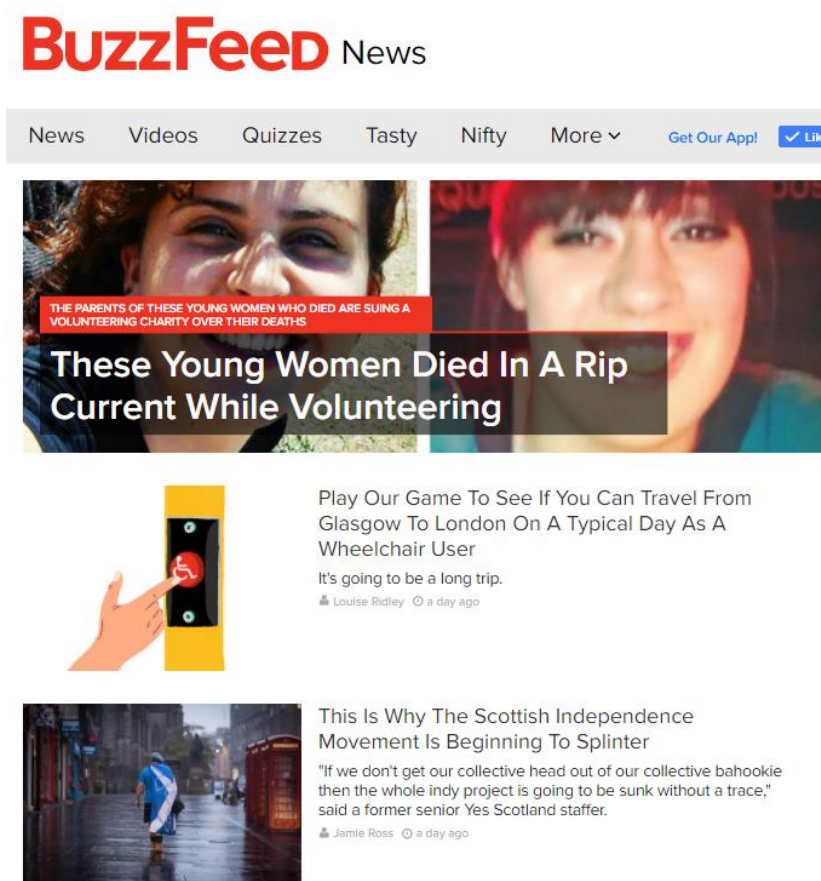 BuzzFeed News
News Videos Quizzes Tasty Nifty More Get Our App! Lik
THE PARENTS OF THESE YOUNG WOMEN WHO DIED ARE SUING A
VOLUNTEERING CHARITY OVER THEIR DEATHS
These Young Women Died In A Rip
Current While Volunteering
Play Our Game To See If You Can Travel From
Glasgow To London On A Typical Day As A
Wheelchair User
It's going to be a long trip.
Louise Ridley a day ago
This Is Why The Scottish Independence
Movement Is Beginning To Splinter
"If we don't get our collective head out of our collective bahookie
then the whole indy project is going to be sunk without a trace,"
said a former senior Yes Scotland staffer.
Jamie Ross a day ago